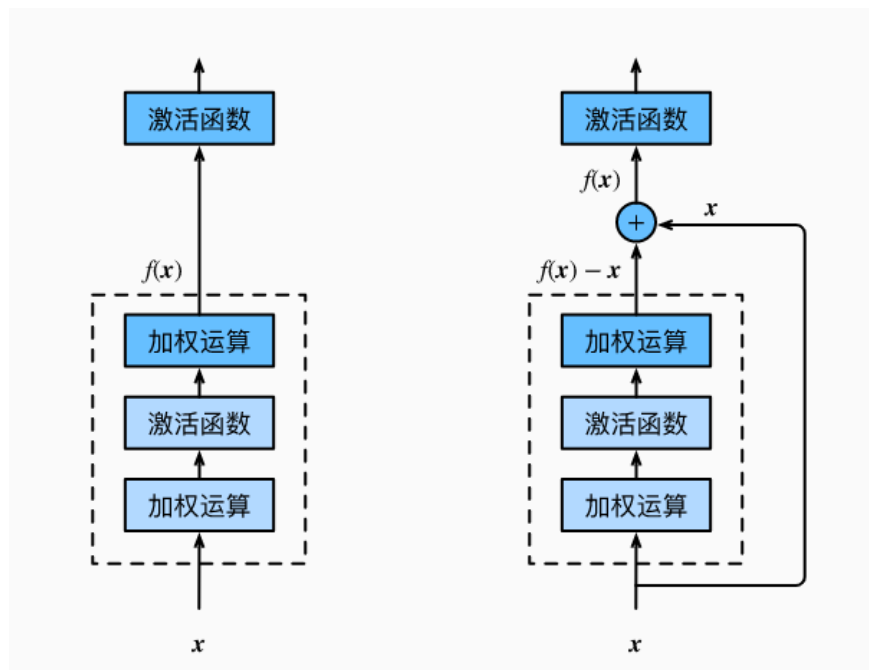 激活函数
f(x)
加权运算
激活函数
加权运算
x
激活函数
f(x)
+
x
f(x) − x
加权运算
激活函数
加权运算
x